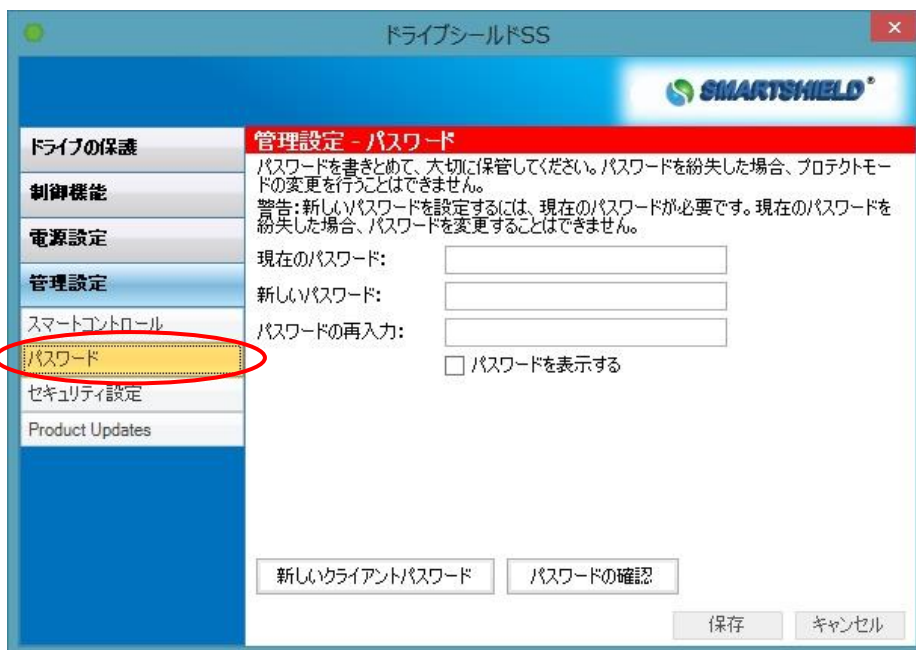 ドライブシールドSS
SMARTSHIELD®
ドライブの保護
制御機能
電源設定
管理設定
スマートコントロール
パスワード
セキュリティ設定
Product Updates
管理設定 - パスワード
パスワードを書きとめて、大切に保管してください。パスワードを紛失した場合、プロテクトモー
ドの変更を行うことはできません。
警告:新しいパスワードを設定するには、現在のパスワードが必要です。現在のパスワードを
紛失した場合、パスワードを変更することはできません。
現在のパスワード:
新しいパスワード:
パスワードの再入力:
パスワードを表示する
新しいクライアントパスワード
パスワードの確認
保存
キャンセル